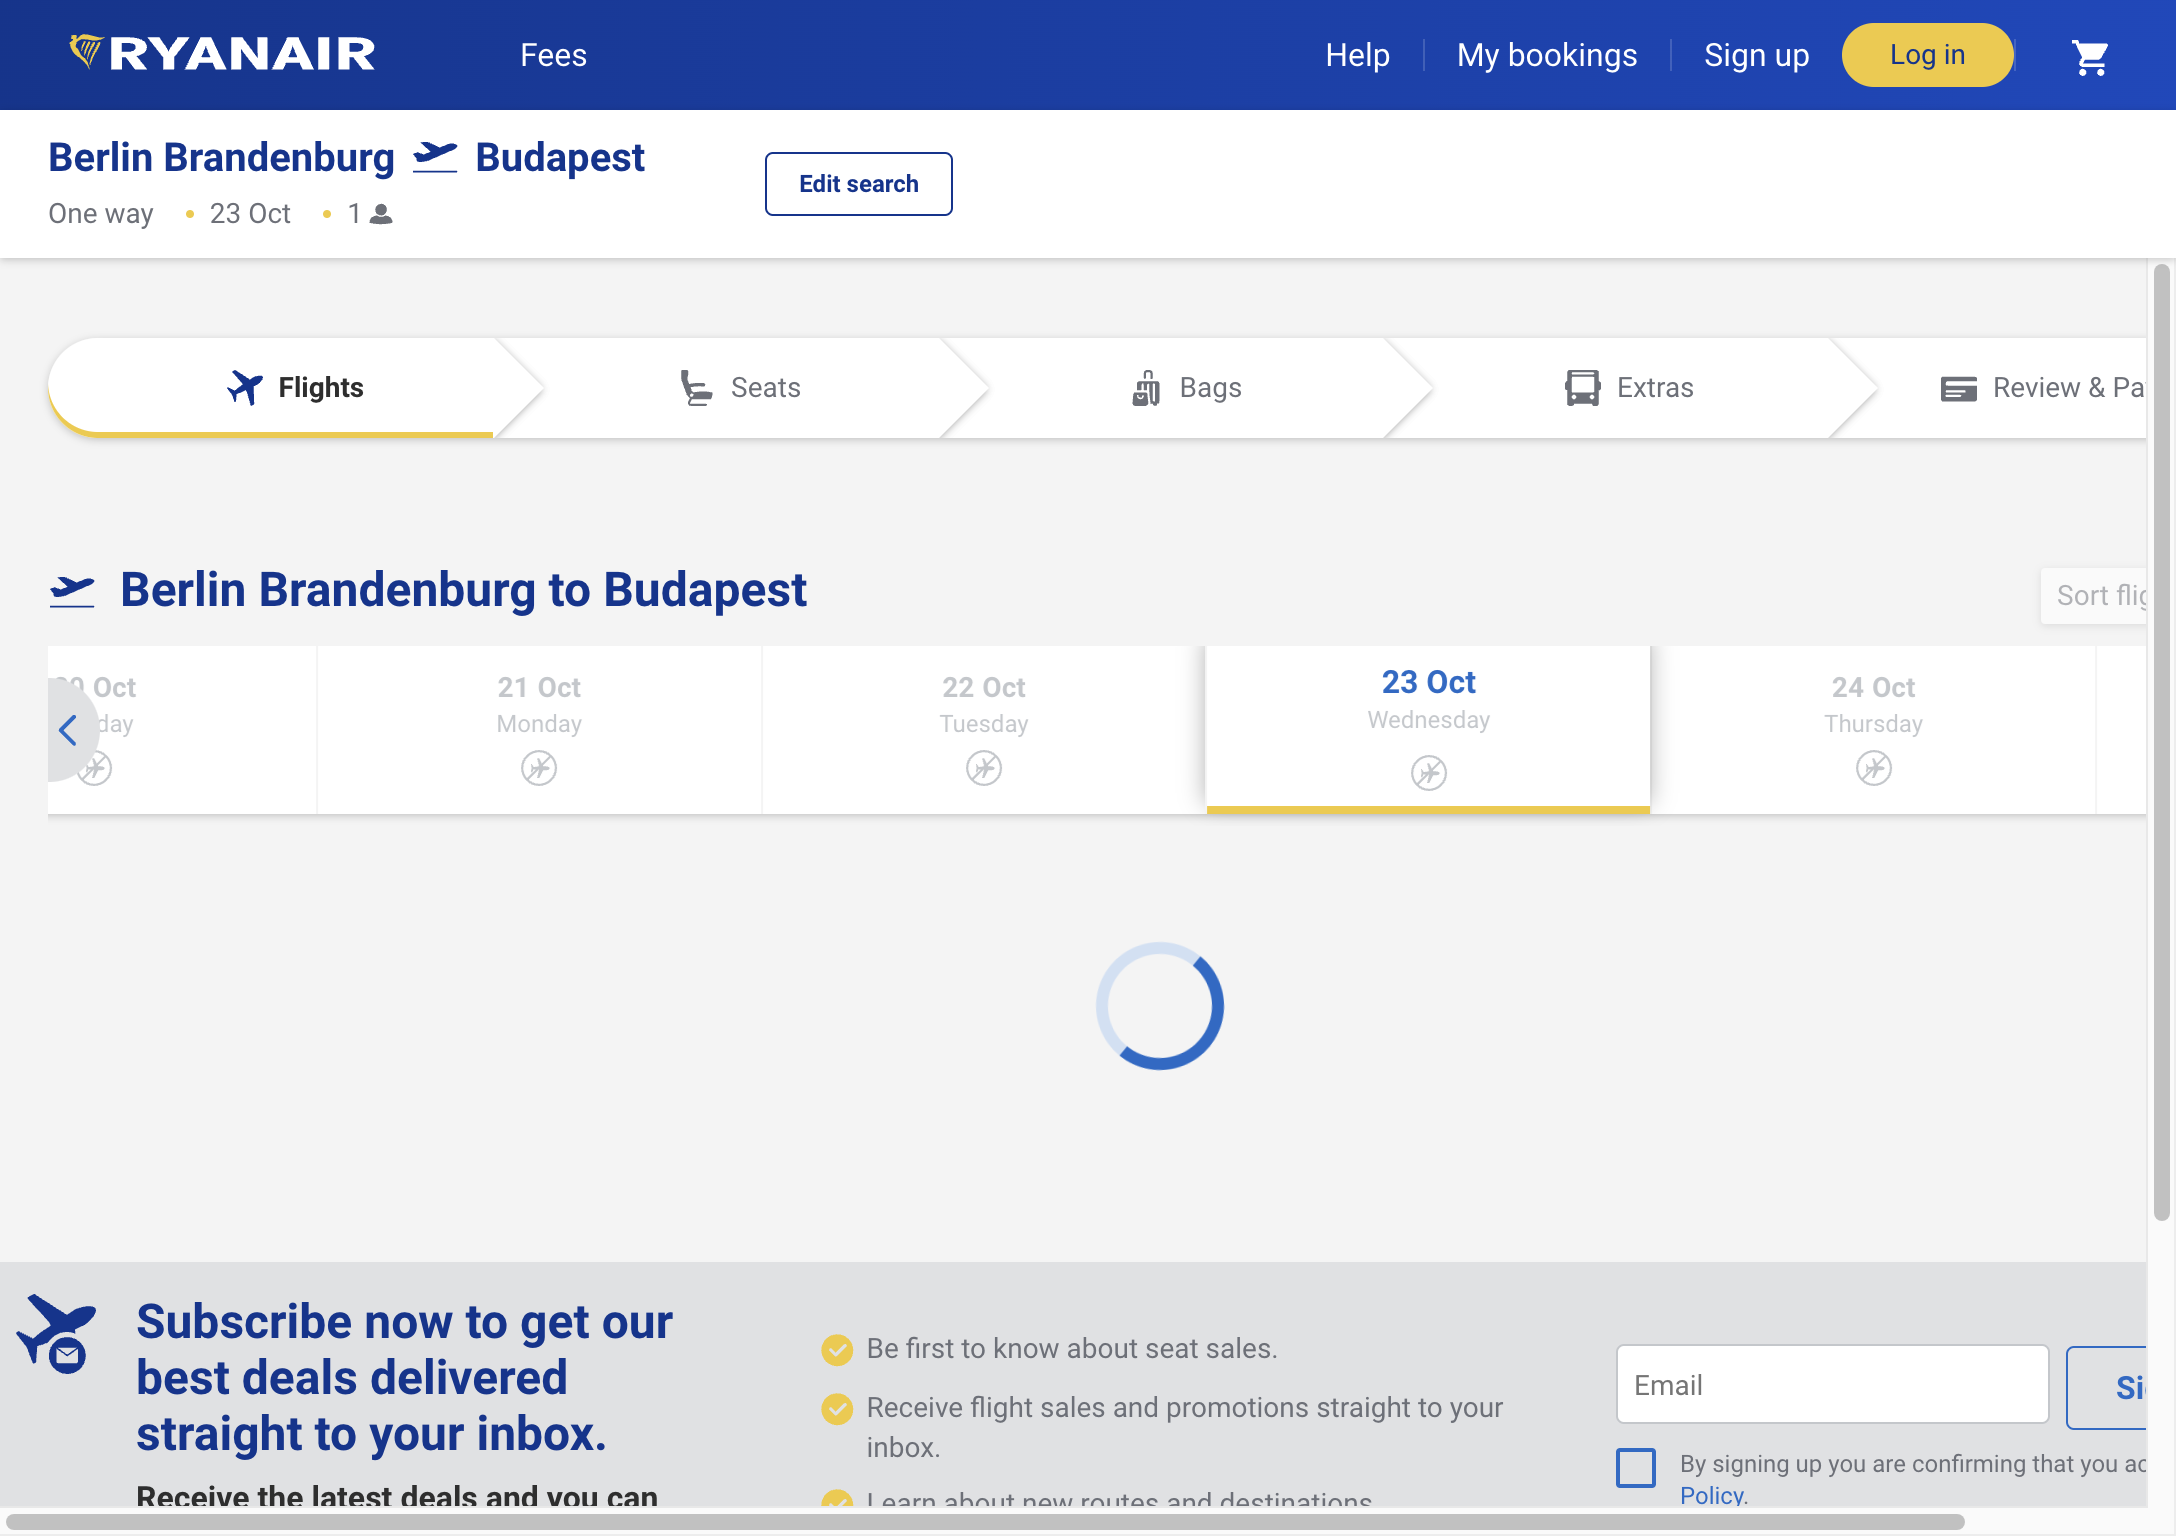 RYANAIR Fees Help My bookings Sign up Log in
Berlin Brandenburg Budapest
Edit search
One way • 23 Oct • 1
Flights Seats Bags Extras Review & Pa
Berlin Brandenburg to Budapest
Sort flig
Oct 21 Oct 22 Oct 23 Oct 24 Oct
day Monday Tuesday Wednesday Thursday
Subscribe now to get our
best deals delivered
straight to your inbox.
Receive the latest deals and you can
Be first to know about seat sales.
Receive flight sales and promotions straight to your
inbox.
Learn about new routes and destinations
Email
Si
By signing up you are confirming that you ac
Policy.